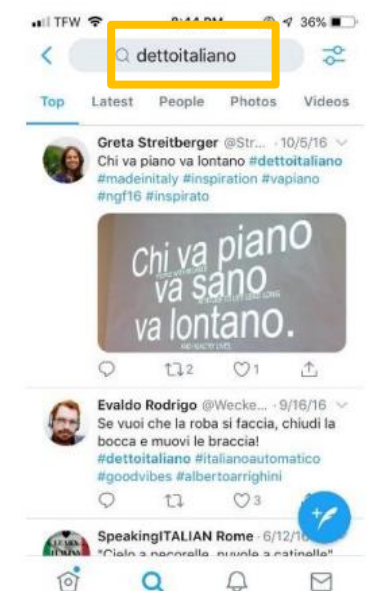 TFW 36%
dettoitaliano
Top Latest People Photos Videos
Greta Streitberger @Str... · 10/5/16
Chi va piano va lontano #dettoitaliano
#madeinitaly #inspiration #vapiano
#ngf16 #inspirato
Chi va piano
va sano
va lontano.
2 1
Evaldo Rodrigo @Wecke... · 9/16/16
Se vuoi che la roba si faccia, chiudi la
bocca e muovi le braccia!
#dettoitaliano #italianoautomatico
#goodvibes #albertoarrighini
3
SpeakingITALIAN Rome · 6/12/16
"Cielo a pecorelle, nuvole a catinelle"